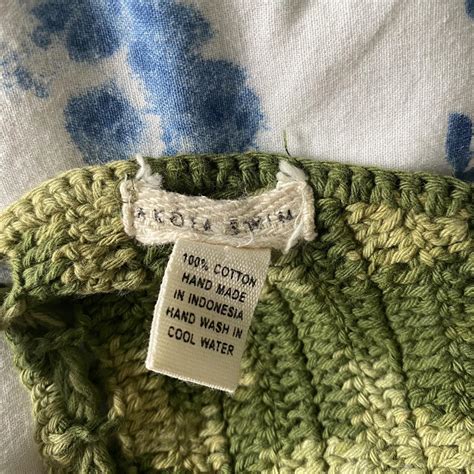 AKOIA SWIM
100% COTTON
HAND MADE
IN INDONESIA
HAND WASH IN
COOL WATER